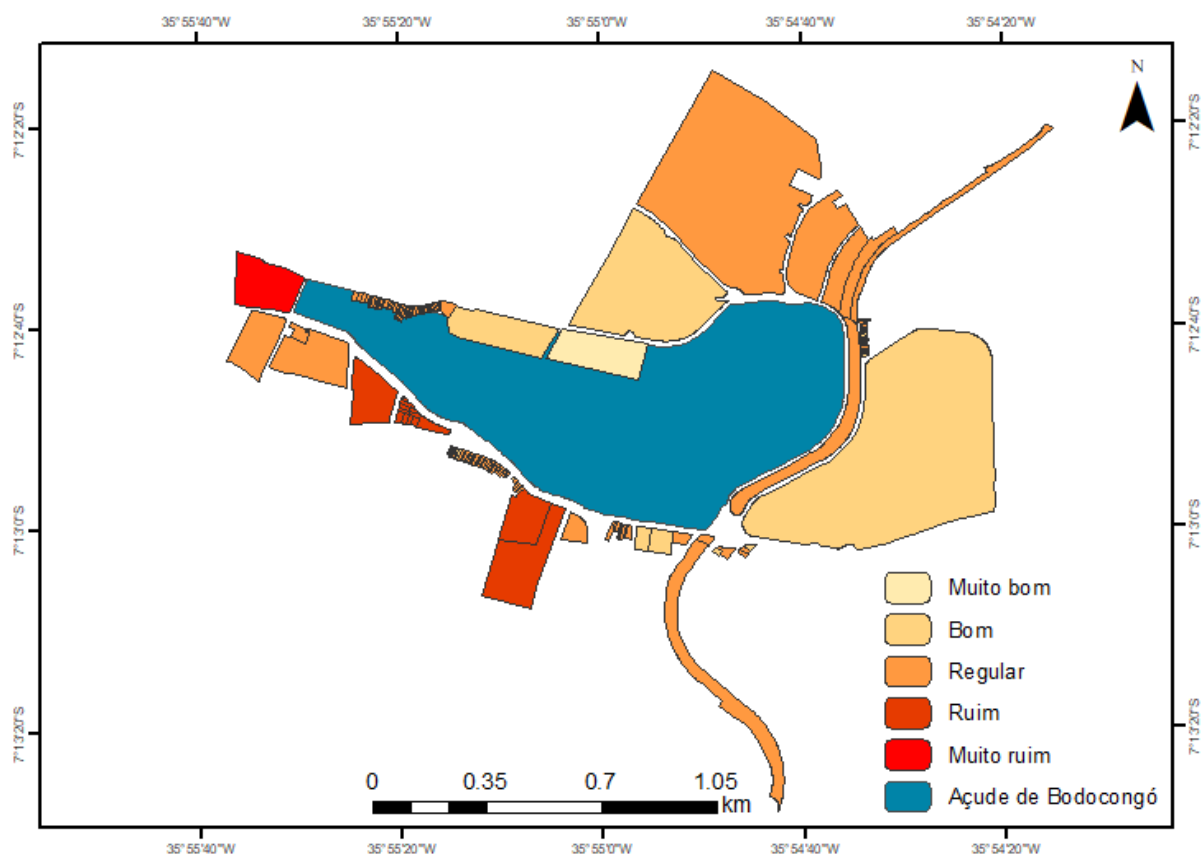 35°55'40"W 35°55'20"W 35°55'0"W 35°54'40"W 35°54'20"W
N
7°12'20"S 7°12'20"S
7°12'40"S 7°12'40"S
7°13'0"S 7°13'0"S
Muito bom
Bom
Regular
Ruim
7°13'20"S 7°13'20"S
Muito ruim
0 0.35 0.7 1.05
km
Açude de Bodocongó
35°55'40"W 35°55'20"W 35°55'0"W 35°54'40"W 35°54'20"W